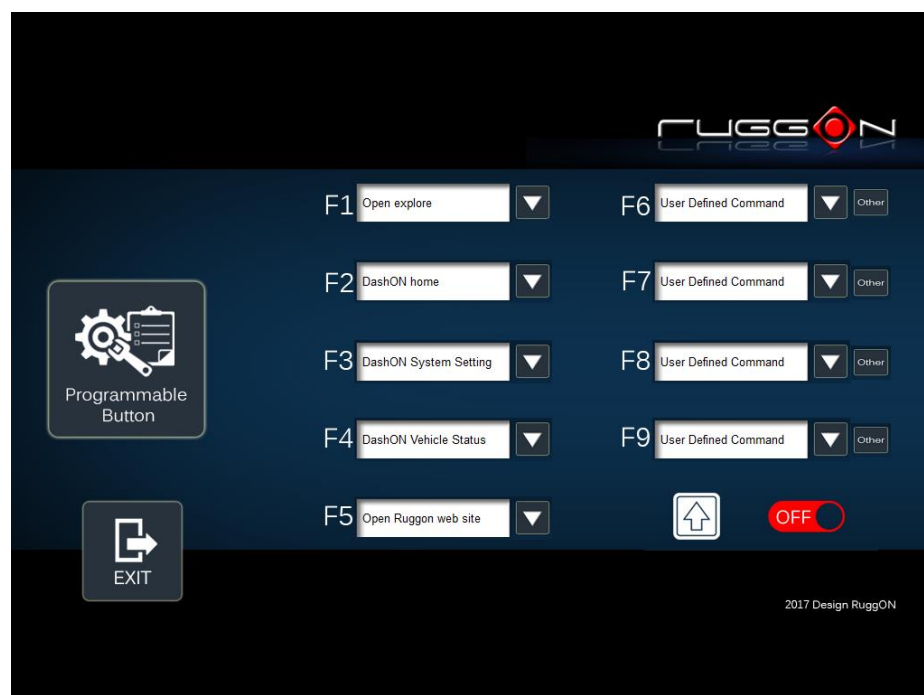 RUGGON
F1 Open explore
F6 User Defined Command Other
F2 DashON home
F7 User Defined Command Other
F3 DashON System Setting
F8 User Defined Command Other
Programmable
Button
F4 DashON Vehicle Status
F9 User Defined Command Other
F5 Open Ruggon web site
OFF
EXIT
2017 Design RuggON